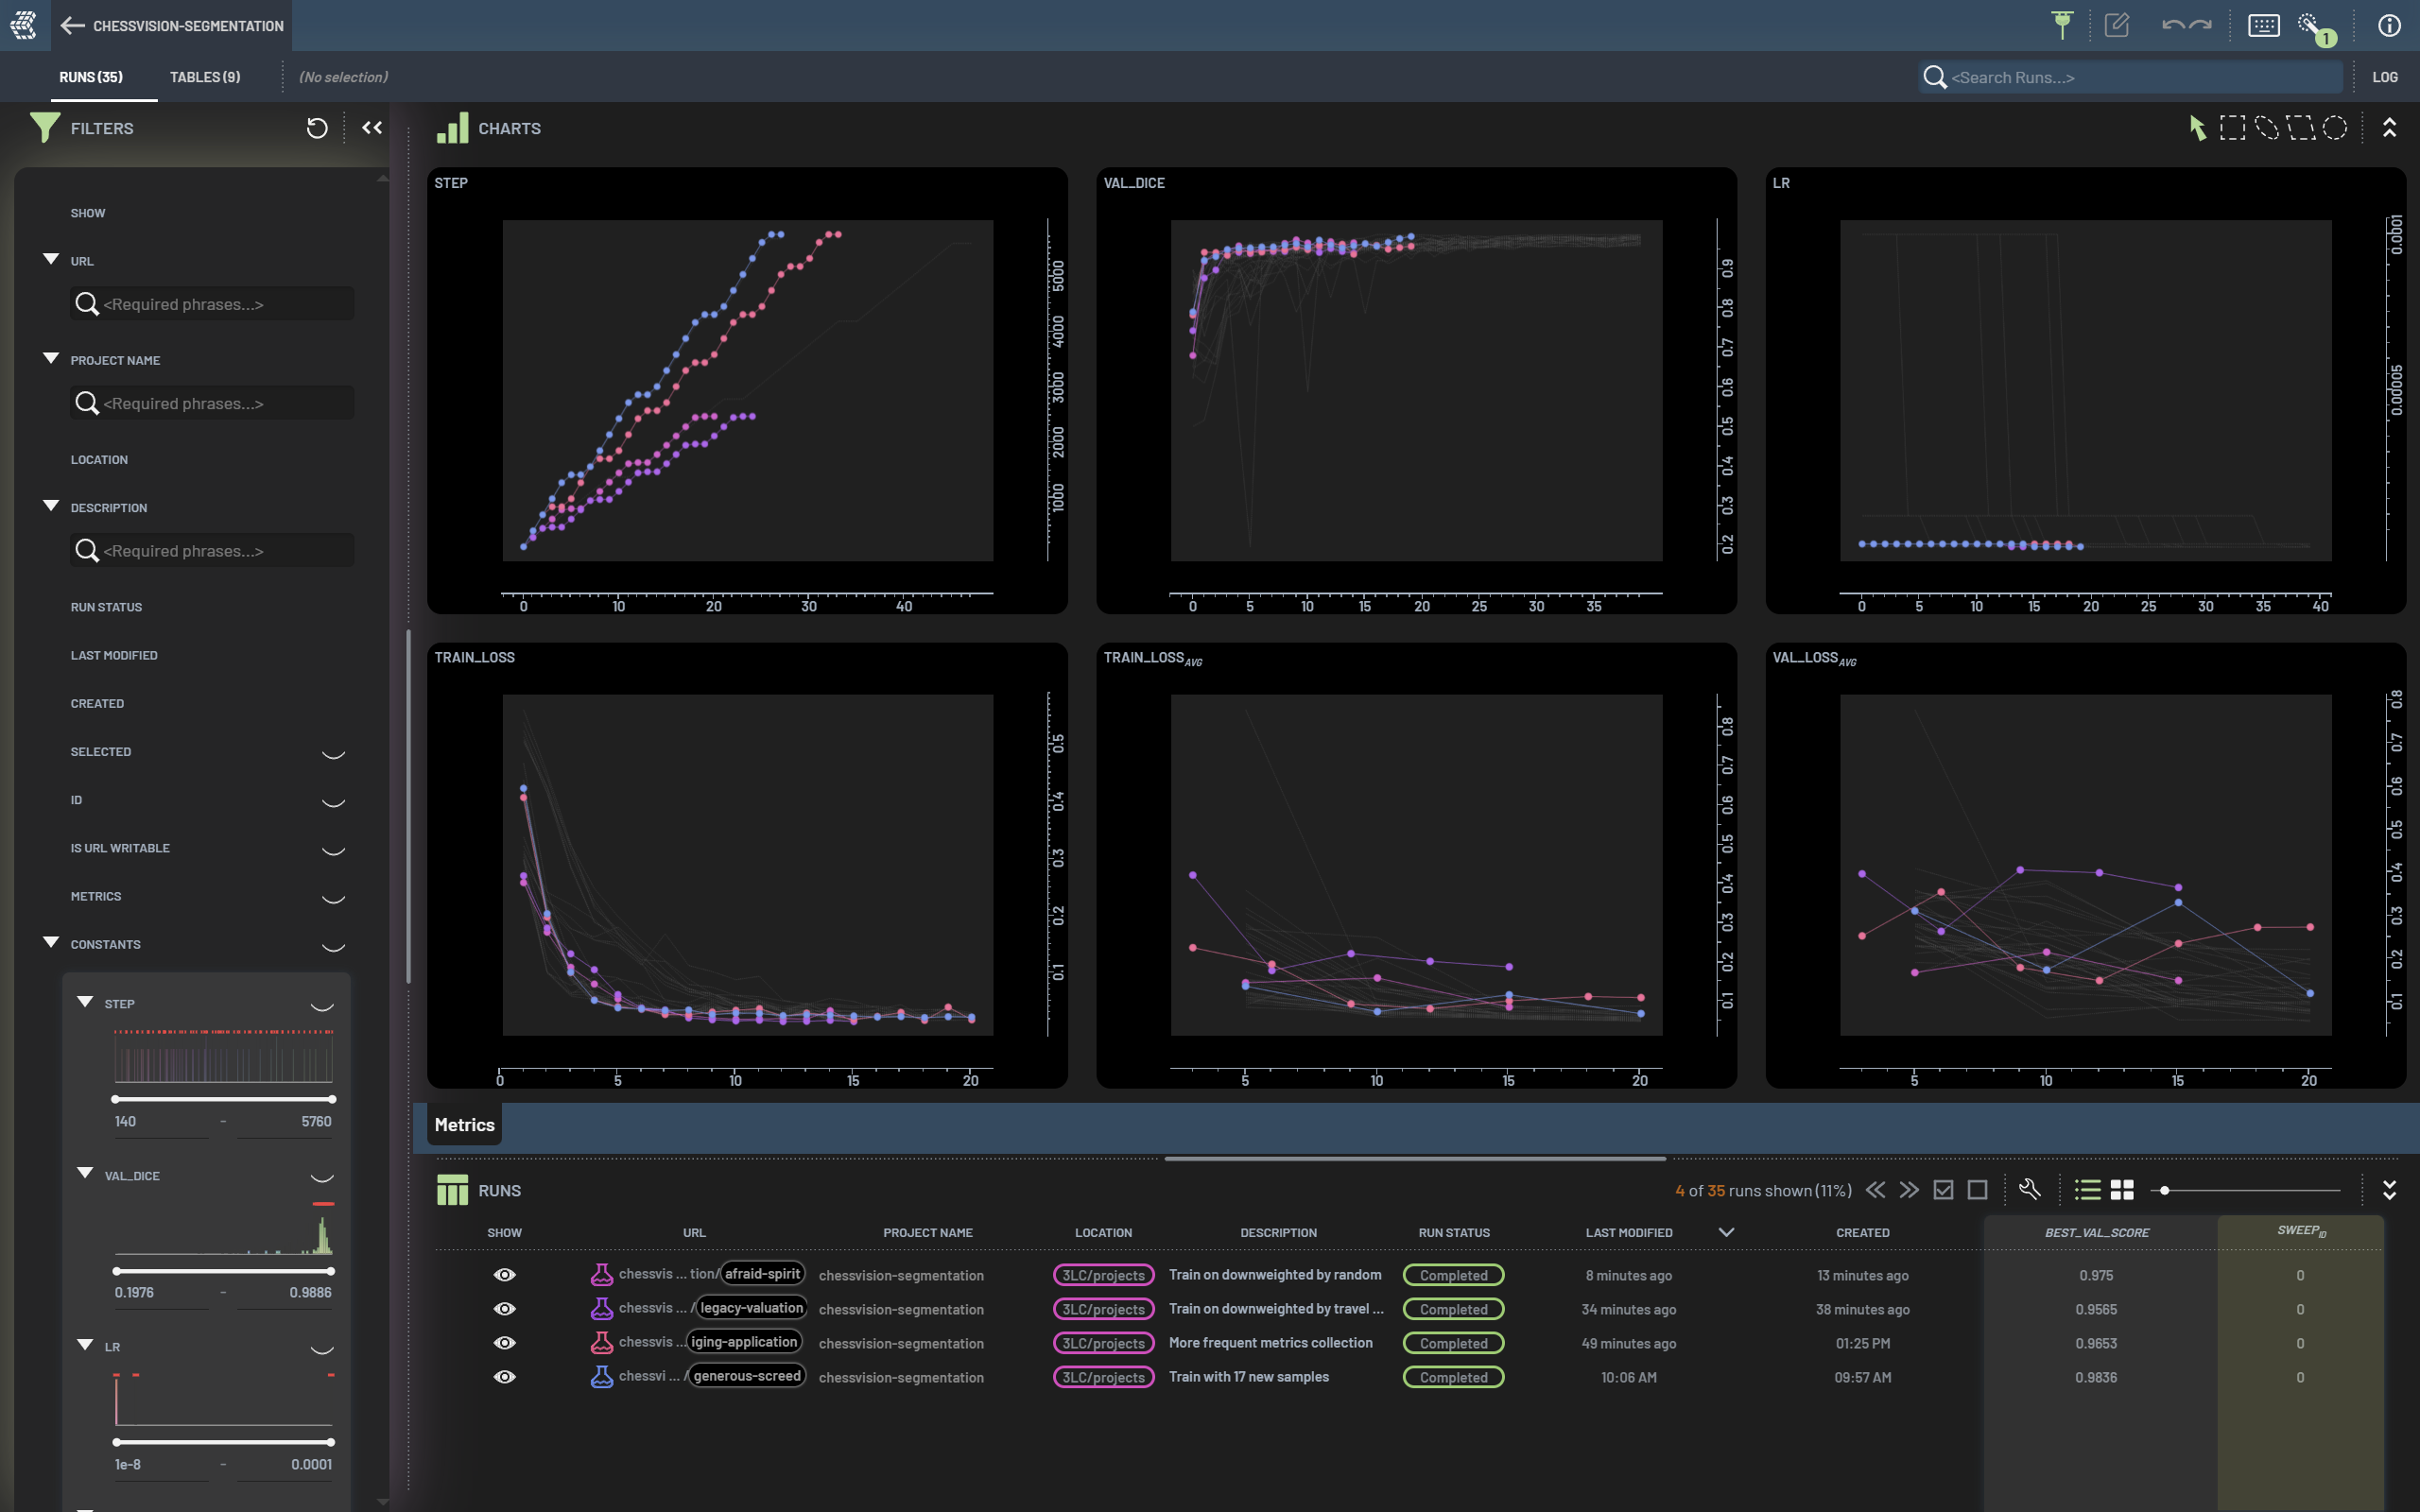 CHESSVISION-SEGMENTATION
1
RUNS (35) TABLES (9) (No selection) <Search Runs...> LOG
FILTERS
SHOW
URL
<Required phrases...>
PROJECT NAME
<Required phrases...>
LOCATION
DESCRIPTION
<Required phrases...>
RUN STATUS
LAST MODIFIED
CREATED
SELECTED
ID
IS URL WRITABLE
METRICS
CONSTANTS
STEP
140 - 5760
VAL_DICE
0.1976 - 0.9886
LR
1e-8 - 0.0001
CHARTS
STEP
5000
4000
3000
2000
1000
0 10 20 30 40
VAL_DICE
0.9
0.8
0.7
0.6
0.5
0.4
0.3
0.2
0 5 10 15 20 25 30 35
LR
0.0001
0.00005
0 5 10 15 20 25 30 35 40
TRAIN_LOSS
0.5
0.4
0.3
0.2
0.1
0 5 10 15 20
TRAIN_LOSS AVG
0.8
0.7
0.6
0.5
0.4
0.3
0.2
0.1
5 10 15 20
VAL_LOSS AVG
0.8
0.7
0.6
0.5
0.4
0.3
0.2
0.1
5 10 15 20
Metrics
RUNS 4 of 35 runs shown (11%)
SHOW URL PROJECT NAME LOCATION DESCRIPTION RUN STATUS LAST MODIFIED CREATED BEST_VAL_SCORE SWEEP ID
chessvis ... tion/ afraid-spirit chessvision-segmentation 3LC/projects Train on downweighted by random Completed 8 minutes ago 13 minutes ago 0.975 0
chessvis ... / legacy-valuation chessvision-segmentation 3LC/projects Train on downweighted by travel ... Completed 34 minutes ago 38 minutes ago 0.9565 0
chessvis ... iging-application chessvision-segmentation 3LC/projects More frequent metrics collection Completed 49 minutes ago 01:25 PM 0.9653 0
chessvi ... / generous-screed chessvision-segmentation 3LC/projects Train with 17 new samples Completed 10:06 AM 09:57 AM 0.9836 0